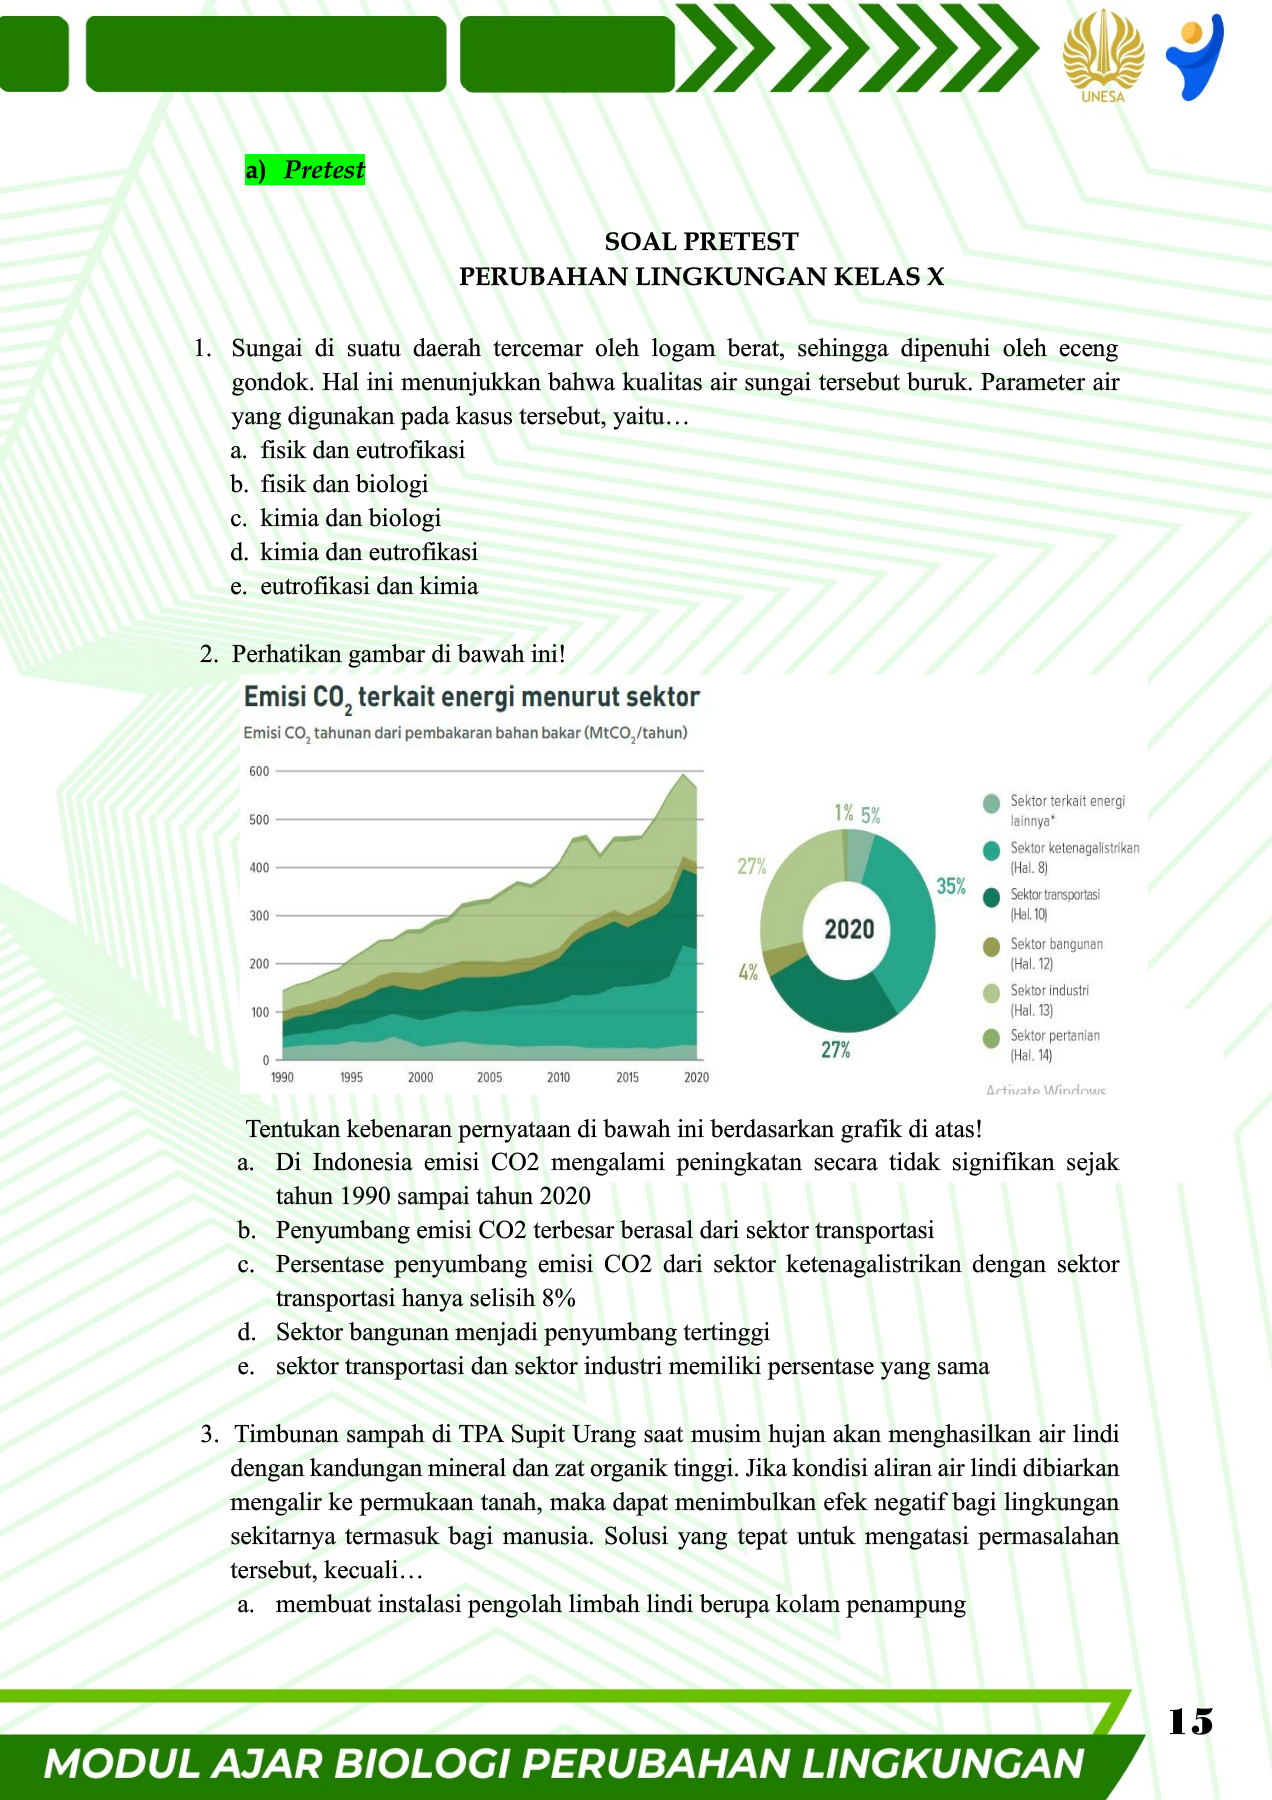 UNESA
a) Pretest
SOAL PRETEST
PERUBAHAN LINGKUNGAN KELAS X
1. Sungai di suatu daerah tercemar oleh logam berat, sehingga dipenuhi oleh eceng
gondok. Hal ini menunjukkan bahwa kualitas air sungai tersebut buruk. Parameter air
yang digunakan pada kasus tersebut, yaitu…
a. fisik dan eutrofikasi
b. fisik dan biologi
c. kimia dan biologi
d. kimia dan eutrofikasi
e. eutrofikasi dan kimia
2. Perhatikan gambar di bawah ini!
Emisi CO2 terkait energi menurut sektor
Emisi CO2 tahunan dari pembakaran bahan bakar (MtCO2/tahun)
600
500
400
300
200
100
0
1990 1995 2000 2005 2010 2015 2020
1% 5%
27%
35%
2020
4%
27%
Sektor terkait energi
lainnya*
Sektor ketenagalistrikan
(Hal. 8)
Sektor transportasi
(Hal. 10)
Sektor bangunan
(Hal. 12)
Sektor industri
(Hal. 13)
Sektor pertanian
(Hal. 14)
Activate Windows
Tentukan kebenaran pernyataan di bawah ini berdasarkan grafik di atas!
a. Di Indonesia emisi CO2 mengalami peningkatan secara tidak signifikan sejak
tahun 1990 sampai tahun 2020
b. Penyumbang emisi CO2 terbesar berasal dari sektor transportasi
c. Persentase penyumbang emisi CO2 dari sektor ketenagalistrikan dengan sektor
transportasi hanya selisih 8%
d. Sektor bangunan menjadi penyumbang tertinggi
e. sektor transportasi dan sektor industri memiliki persentase yang sama
3. Timbunan sampah di TPA Supit Urang saat musim hujan akan menghasilkan air lindi
dengan kandungan mineral dan zat organik tinggi. Jika kondisi aliran air lindi dibiarkan
mengalir ke permukaan tanah, maka dapat menimbulkan efek negatif bagi lingkungan
sekitarnya termasuk bagi manusia. Solusi yang tepat untuk mengatasi permasalahan
tersebut, kecuali…
a. membuat instalasi pengolah limbah lindi berupa kolam penampung
15
MODUL AJAR BIOLOGI PERUBAHAN LINGKUNGAN